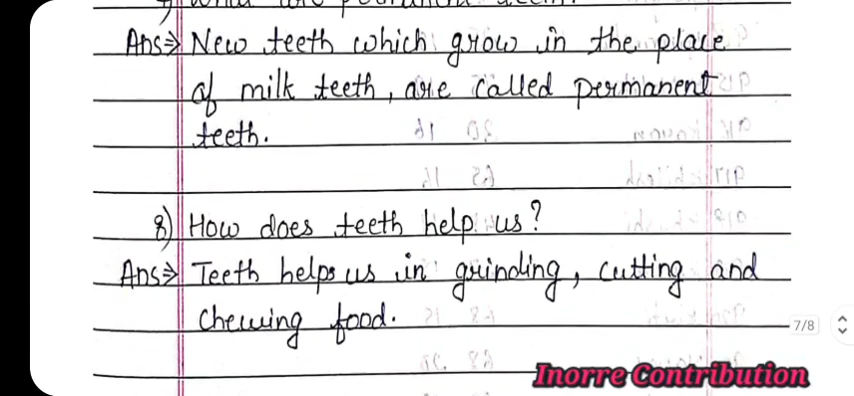 Ans⇒ New teeth which grow in the place
of milk teeth, are called permanent
teeth.
8) How does teeth help us?
Ans⇒ Teeth helps us in grinding, cutting and
chewing food.
7/8
Inorre Contribution